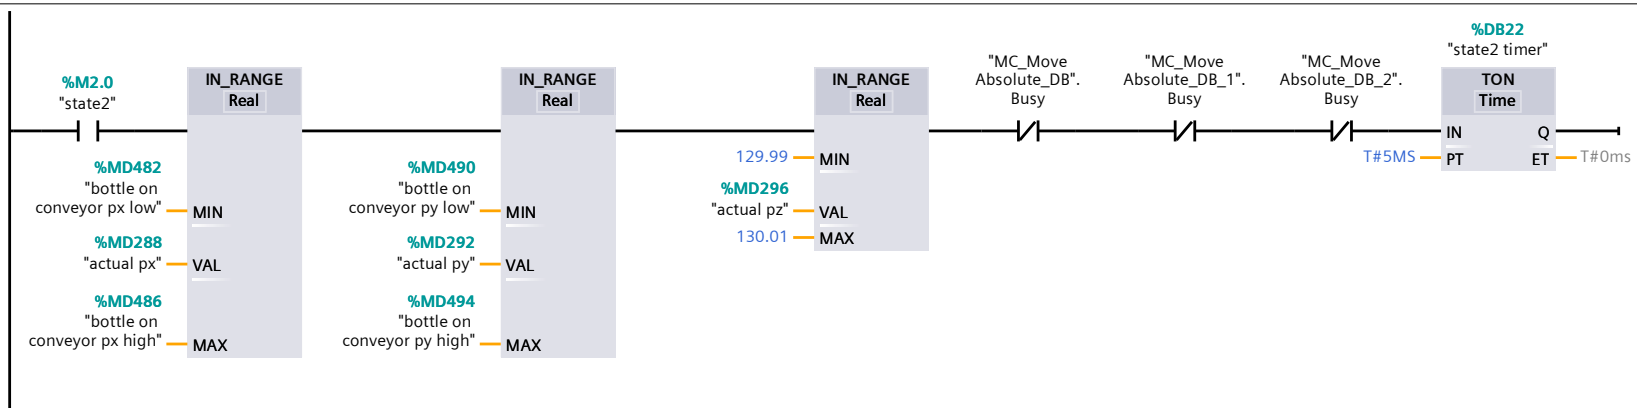 %M2.0
"state2"
IN_RANGE
Real
%MD482
"bottle on
conveyor px low"
MIN
%MD288
"actual px"
VAL
%MD486
"bottle on
conveyor px high"
MAX
IN_RANGE
Real
%MD490
"bottle on
conveyor py low"
MIN
%MD292
"actual py"
VAL
%MD494
"bottle on
conveyor py high"
MAX
IN_RANGE
Real
129.99
MIN
%MD296
"actual pz"
VAL
130.01
MAX
"MC_Move
Absolute_DB".
Busy
"MC_Move
Absolute_DB_1".
Busy
"MC_Move
Absolute_DB_2".
Busy
%DB22
"state2 timer"
TON
Time
IN
Q
T#5MS
PT
ET
T#0ms